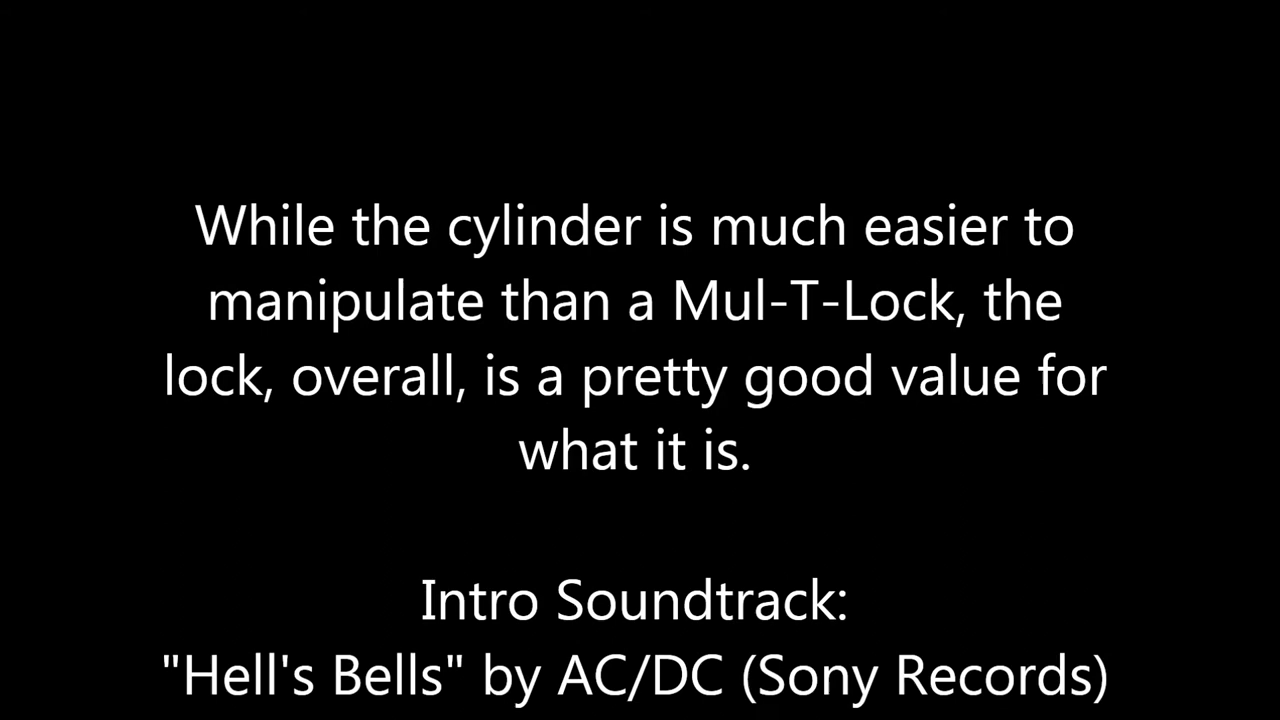 While the cylinder is much easier to
manipulate than a Mul-T-Lock, the
lock, overall, is a pretty good value for
what it is.
Intro Soundtrack:
"Hell's Bells" by AC/DC (Sony Records)